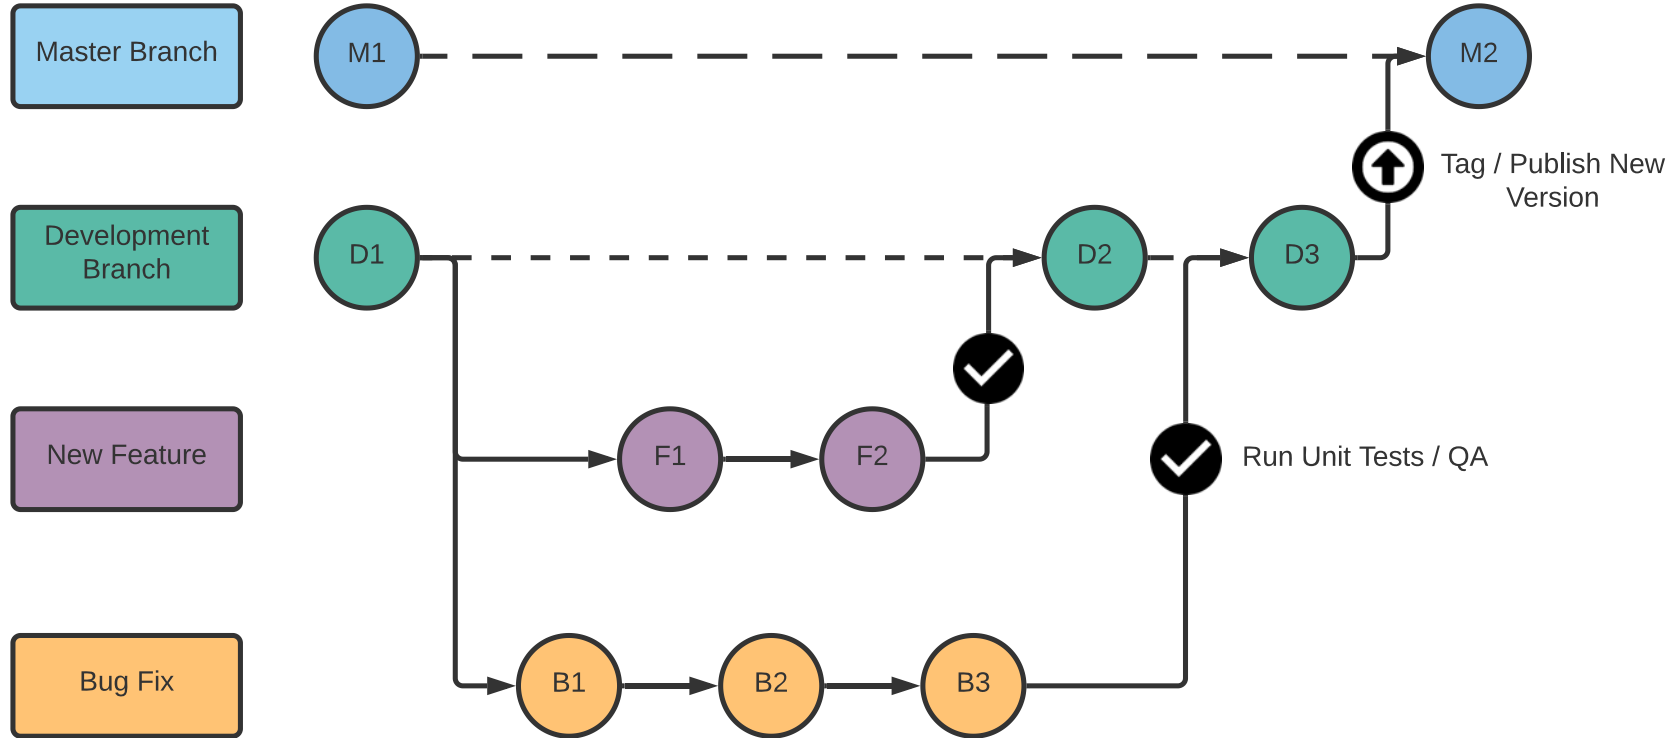 Master Branch
M1
M2
Tag / Publish New
Version
Development
Branch
D1
D2
D3
New Feature
F1
F2
Run Unit Tests / QA
Bug Fix
B1
B2
B3